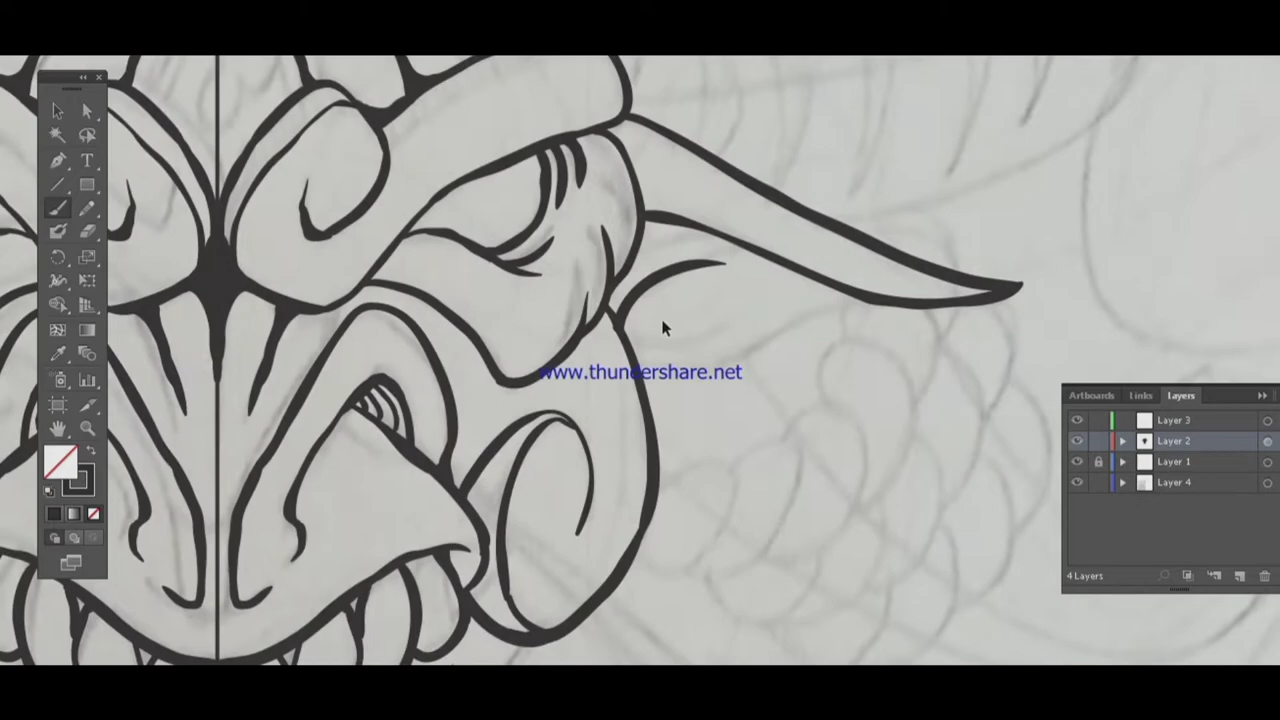 T
www.thundershare.net
Artboards Links Layers
Layer 3
Layer 2
Layer 1
Layer 4
4 Layers